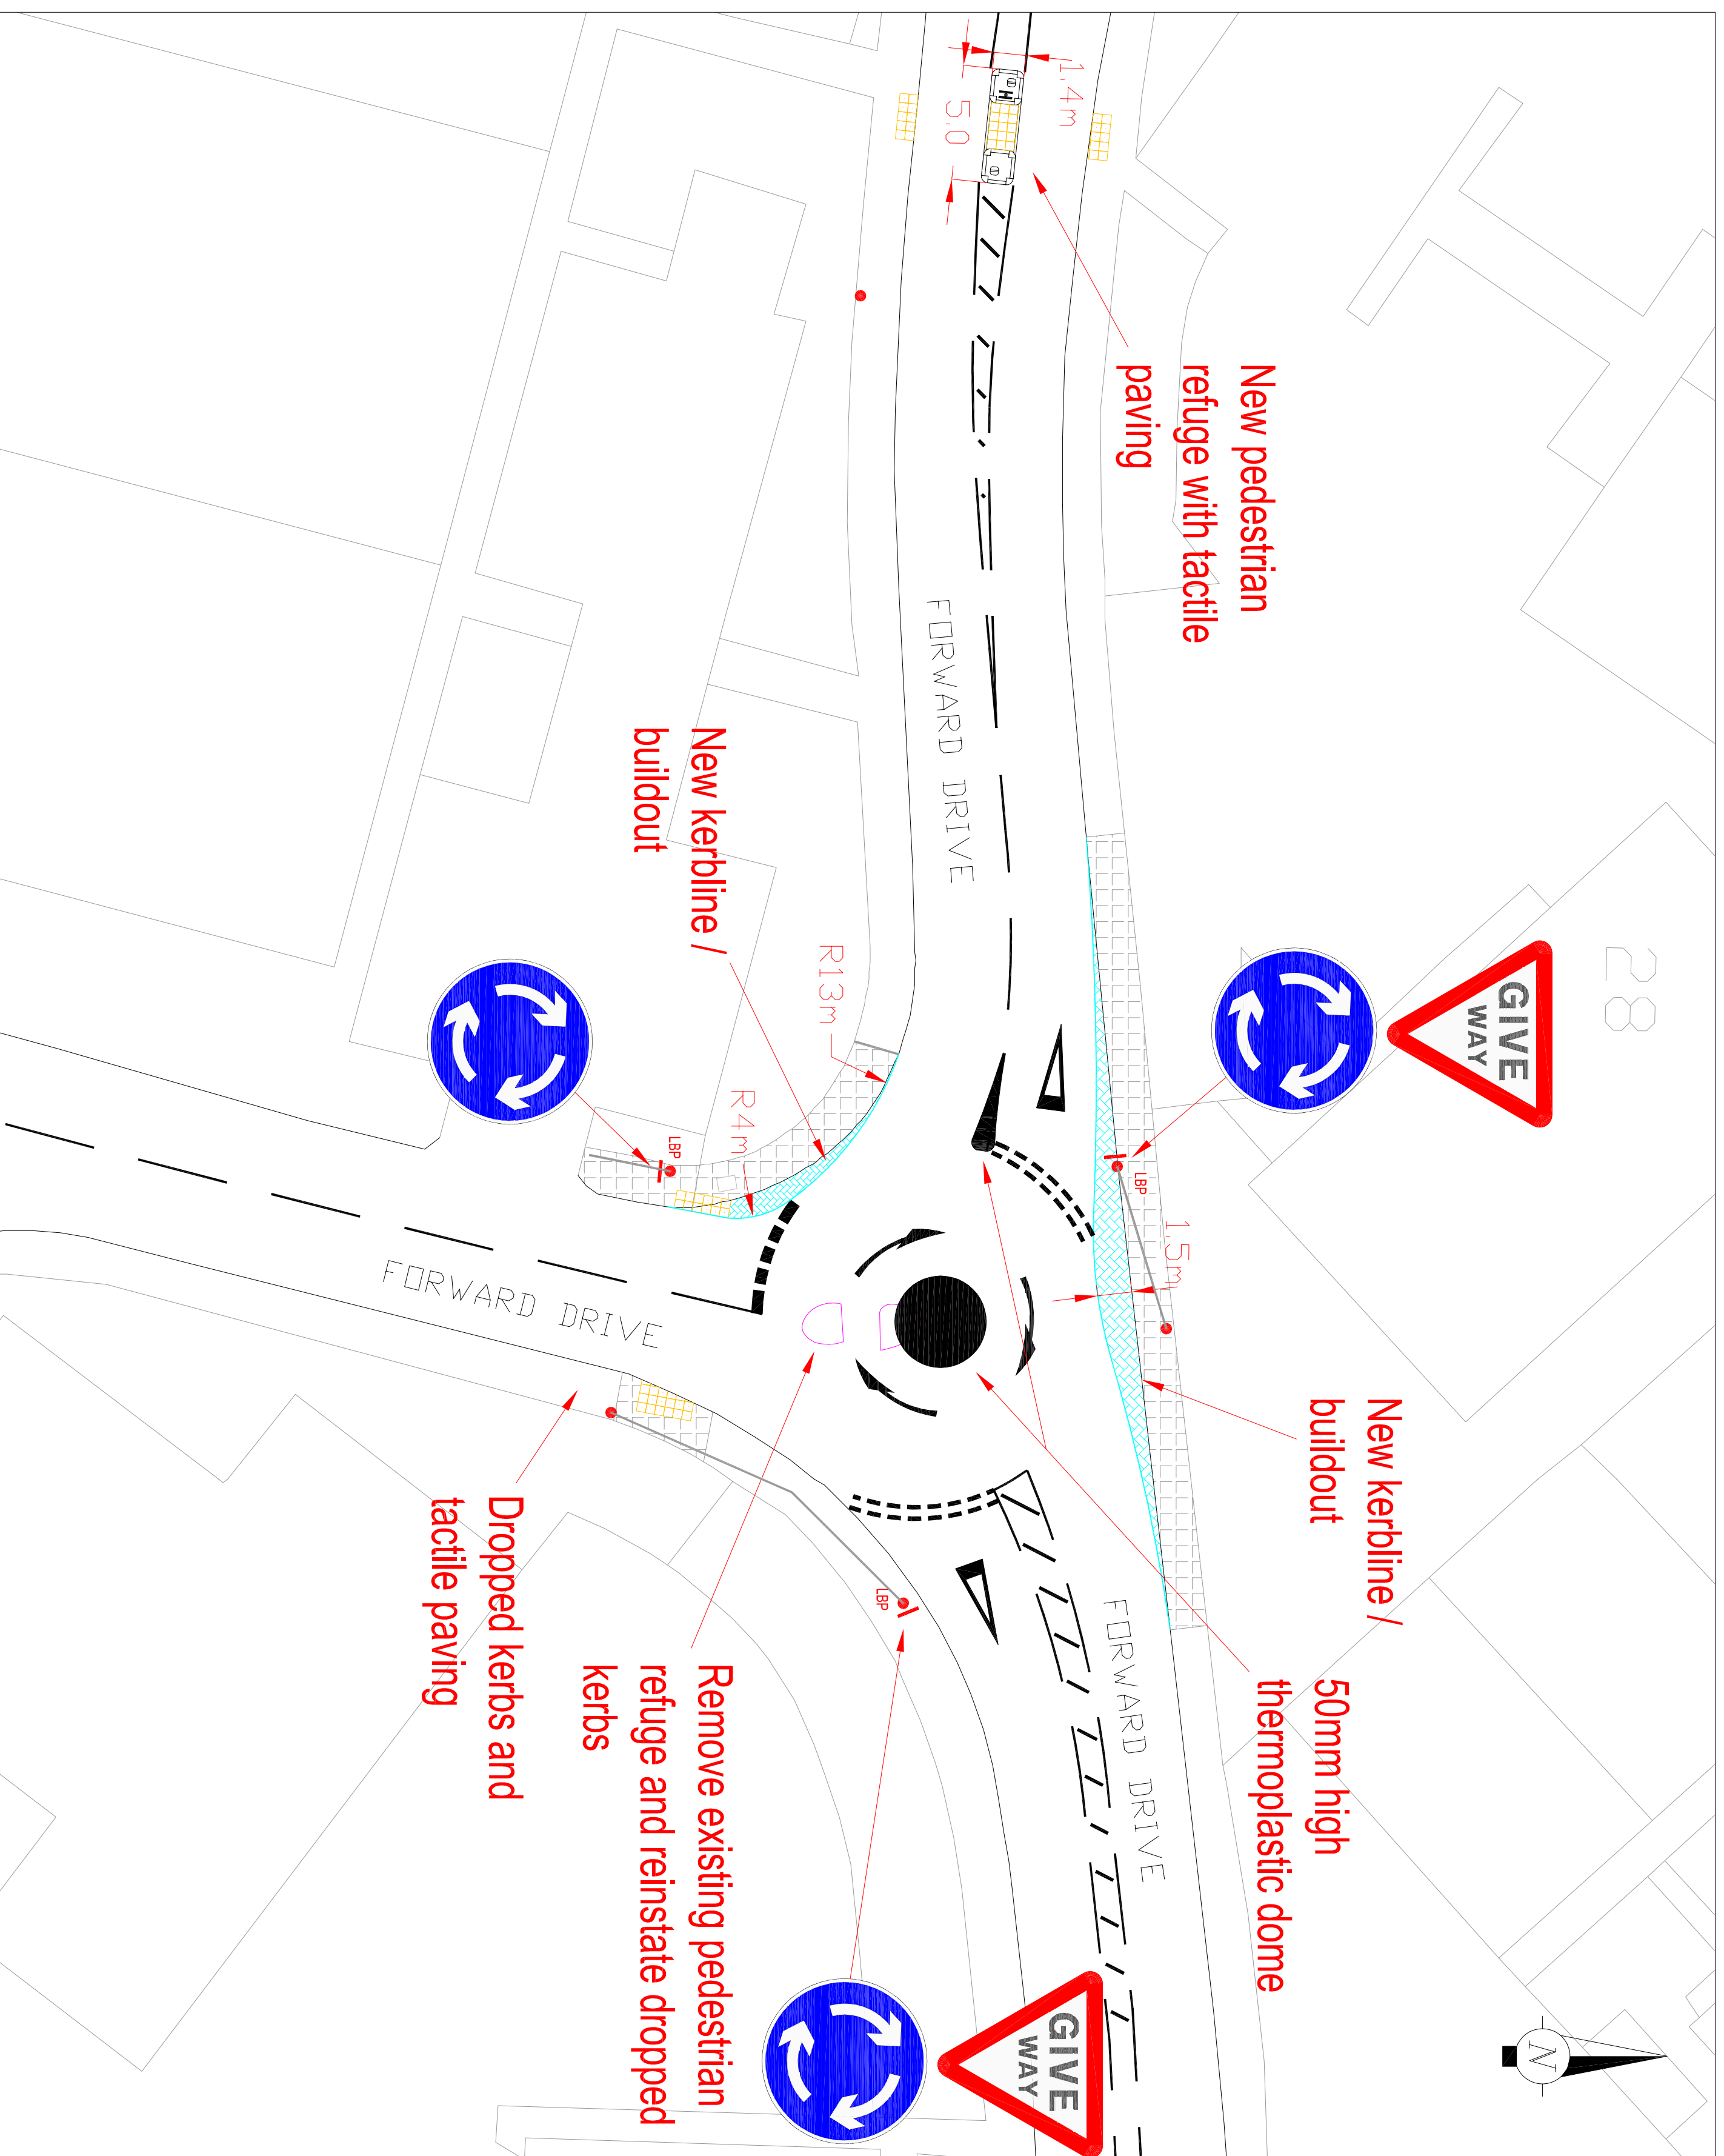 28
GIVE
WAY
New pedestrian
refuge with tactile
paving
1.4m
5.0
H
New kerbline /
buildout
50mm high
thermoplastic dome
LBP
1.5m
FORWARD DRIVE
FORWARD DRIVE
N
GIVE
WAY
New kerbline /
buildout
R13m
R4m
LBP
LBP
FORWARD DRIVE
Remove existing pedestrian
refuge and reinstate dropped
kerbs
Dropped kerbs and
tactile paving